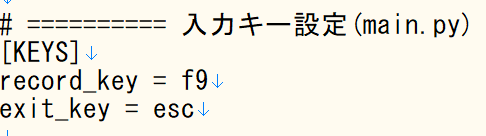 # ========== 入力キー設定(main.py)
[KEYS]↓
record_key = f9↓
exit_key = esc↓
↓